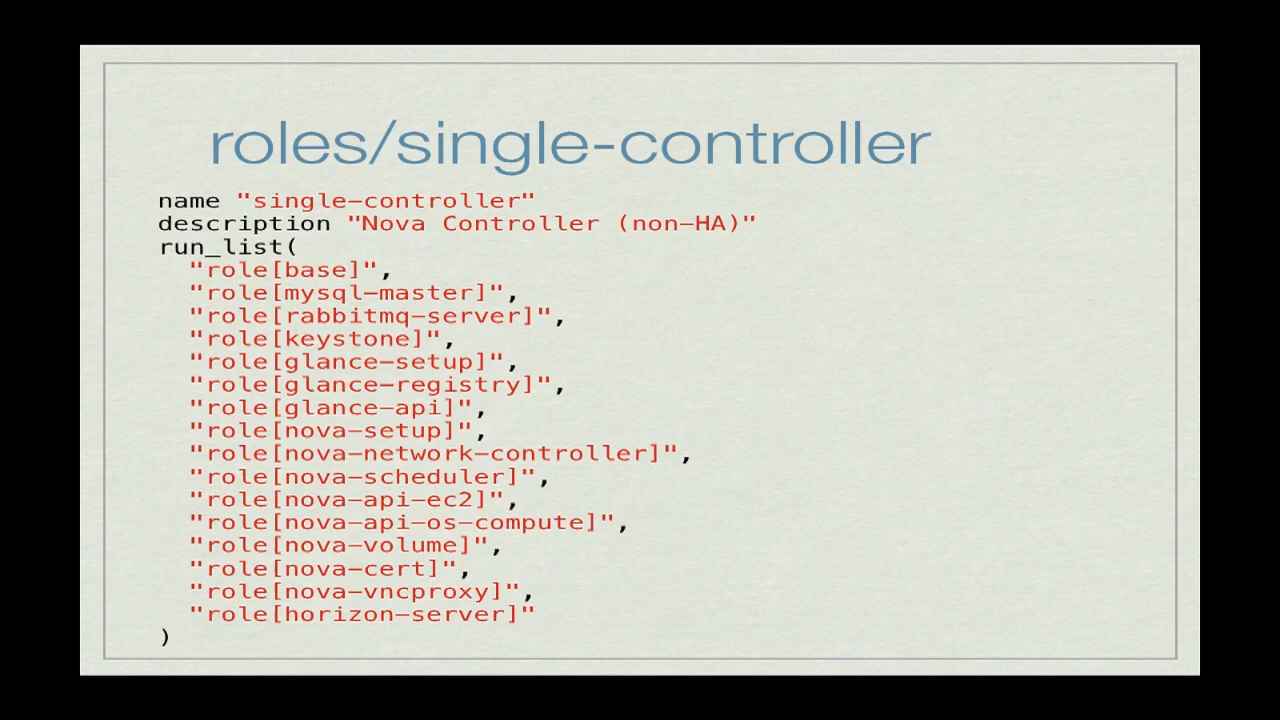 roles/single-controller
name "single-controller"
description "Nova Controller (non-HA)"
run_list(
  "role[base]",
  "role[mysql-master]",
  "role[rabbitmq-server]",
  "role[keystone]",
  "role[glance-setup]",
  "role[glance-registry]",
  "role[glance-api]",
  "role[nova-setup]",
  "role[nova-network-controller]",
  "role[nova-scheduler]",
  "role[nova-api-ec2]",
  "role[nova-api-os-compute]",
  "role[nova-volume]",
  "role[nova-cert]",
  "role[nova-vncproxy]",
  "role[horizon-server]"
)